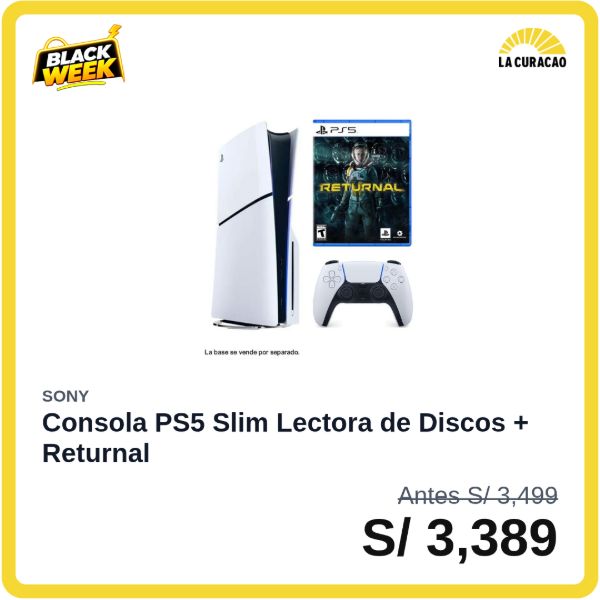 BLACK
WEEK
LA CURACAO
PS5
RETURNAL
La base se vende por separado.
SONY
Consola PS5 Slim Lectora de Discos +
Returnal
Antes S/ 3,499
S/ 3,389